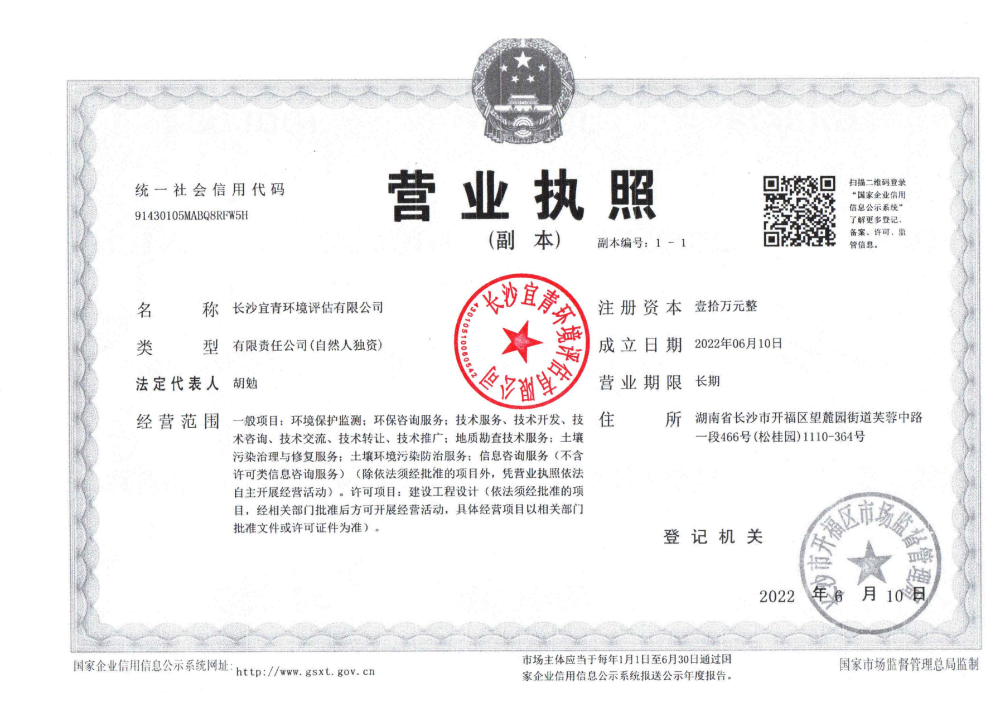 统一社会信用代码
91430105MABQ8RFW5H
营业执照
(副 本)
副本编号：1 - 1
扫描二维码登录
“国家企业信用
信息公示系统”
了解更多登记、
备案、许可、监
管信息。
名 称 长沙宜青环境评估有限公司
类 型 有限责任公司(自然人独资)
法定代表人 胡勉
经营范围 一般项目：环境保护监测；环保咨询服务；技术服务、技术开发、技
术咨询、技术交流、技术转让、技术推广；地质勘查技术服务；土壤
污染治理与修复服务；土壤环境污染防治服务；信息咨询服务（不含
许可类信息咨询服务）（除依法须经批准的项目外，凭营业执照依法
自主开展经营活动）。许可项目：建设工程设计（依法须经批准的项
目，经相关部门批准后方可开展经营活动，具体经营项目以相关部门
批准文件或许可证件为准）。
长沙宜青环境评估有限公司
43010510060542
注册资本 壹拾万元整
成立日期 2022年06月10日
营业期限 长期
住 所 湖南省长沙市开福区望麓园街道芙蓉中路
一段466号(松桂园)1110-364号
登记机关
长沙市开福区市场监督管理局
2022 年 6 月 10 日
国家企业信用信息公示系统网址：http://www.gsxt.gov.cn
市场主体应当于每年1月1日至6月30日通过国
家企业信用信息公示系统报送公示年度报告。
国家市场监督管理总局监制